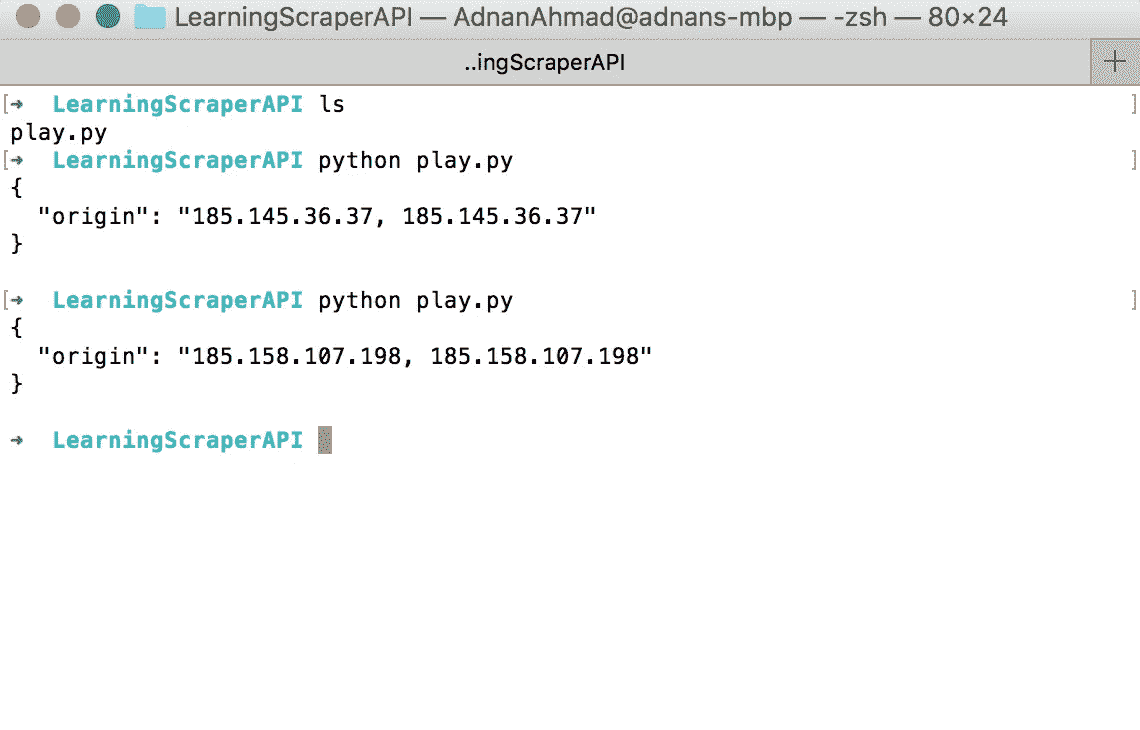 LearningScraperAPI — AdnanAhmad@adnans-mbp — -zsh — 80×24
..ingScraperAPI +
[➜ LearningScraperAPI ls ]
play.py
[➜ LearningScraperAPI python play.py ]
{
  "origin": "185.145.36.37, 185.145.36.37"
}
[➜ LearningScraperAPI python play.py ]
{
  "origin": "185.158.107.198, 185.158.107.198"
}
➜ LearningScraperAPI